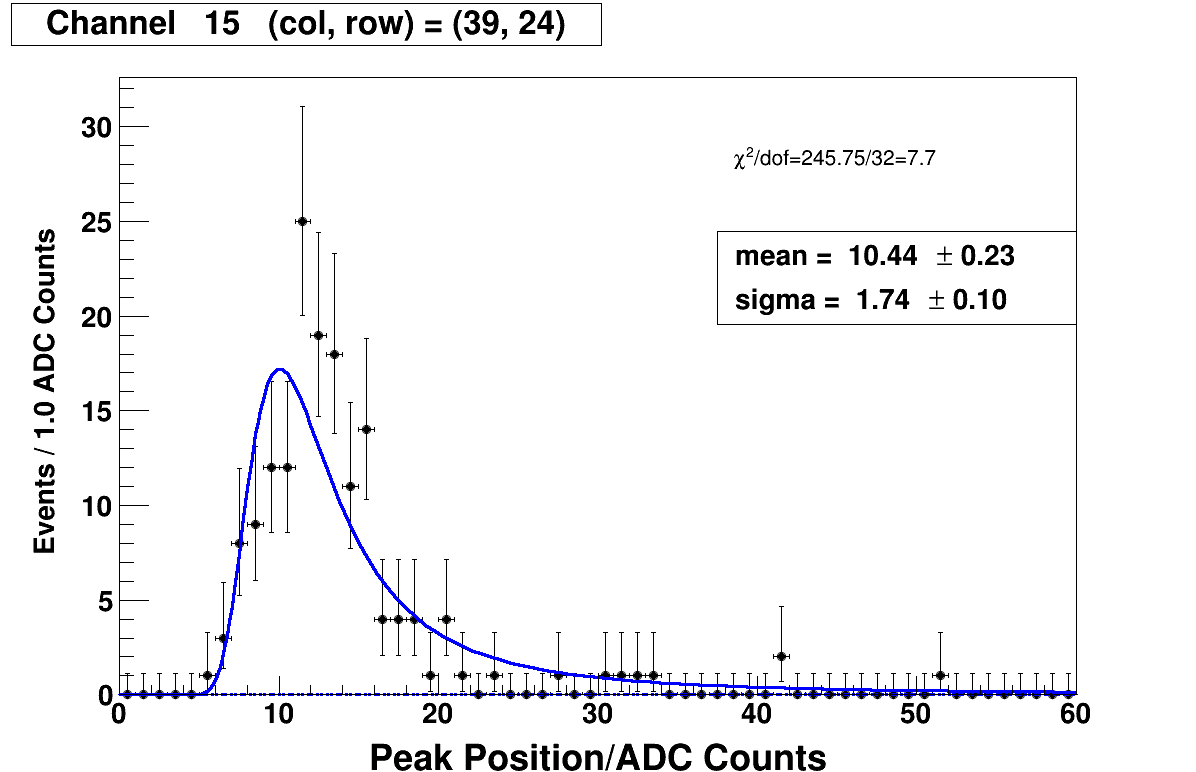 Channel 15 (col, row) = (39, 24)
χ²/dof=245.75/32=7.7
mean = 10.44 ± 0.23
sigma = 1.74 ± 0.10
Events / 1.0 ADC Counts
30
25
20
15
10
5
0
0 10 20 30 40 50 60
Peak Position/ADC Counts